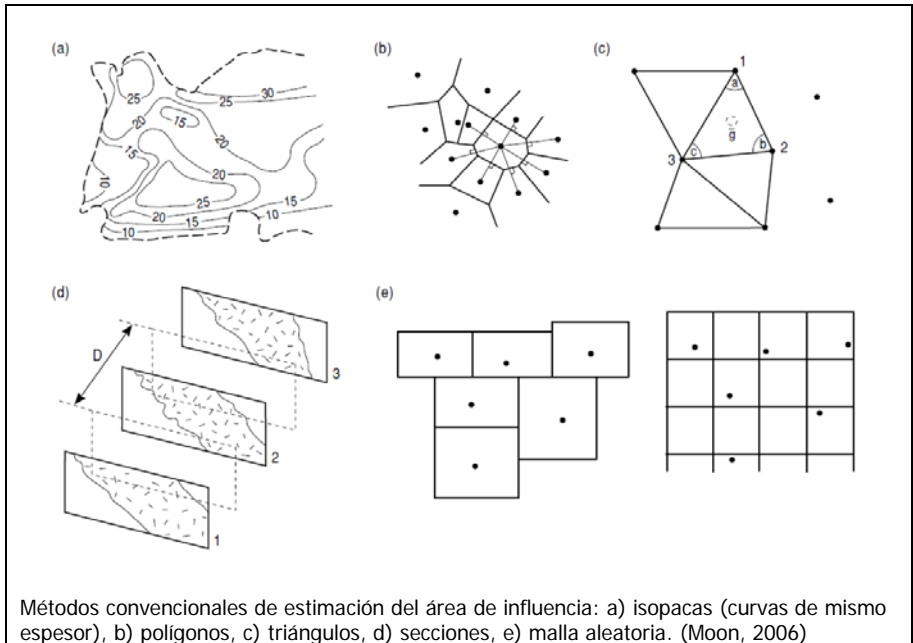 (a)
25
20
15
15
10
20
30
25
20
20
25
15
10
20
15
10
(b)
(c)
1
a
g
b
2
3
c
(d)
D
3
2
1
(e)
Métodos convencionales de estimación del área de influencia: a) isopacas (curvas de mismo
espesor), b) polígonos, c) triángulos, d) secciones, e) malla aleatoria. (Moon, 2006)